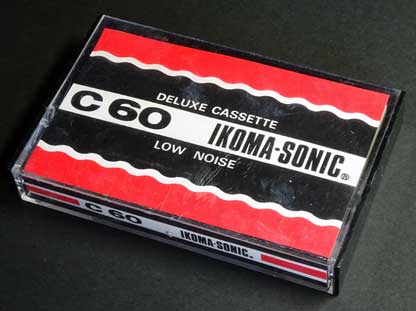 DELUXE CASSETTE
C 60 IKOMA-SONIC®
LOW NOISE
C 60 IKOMA-SONIC®